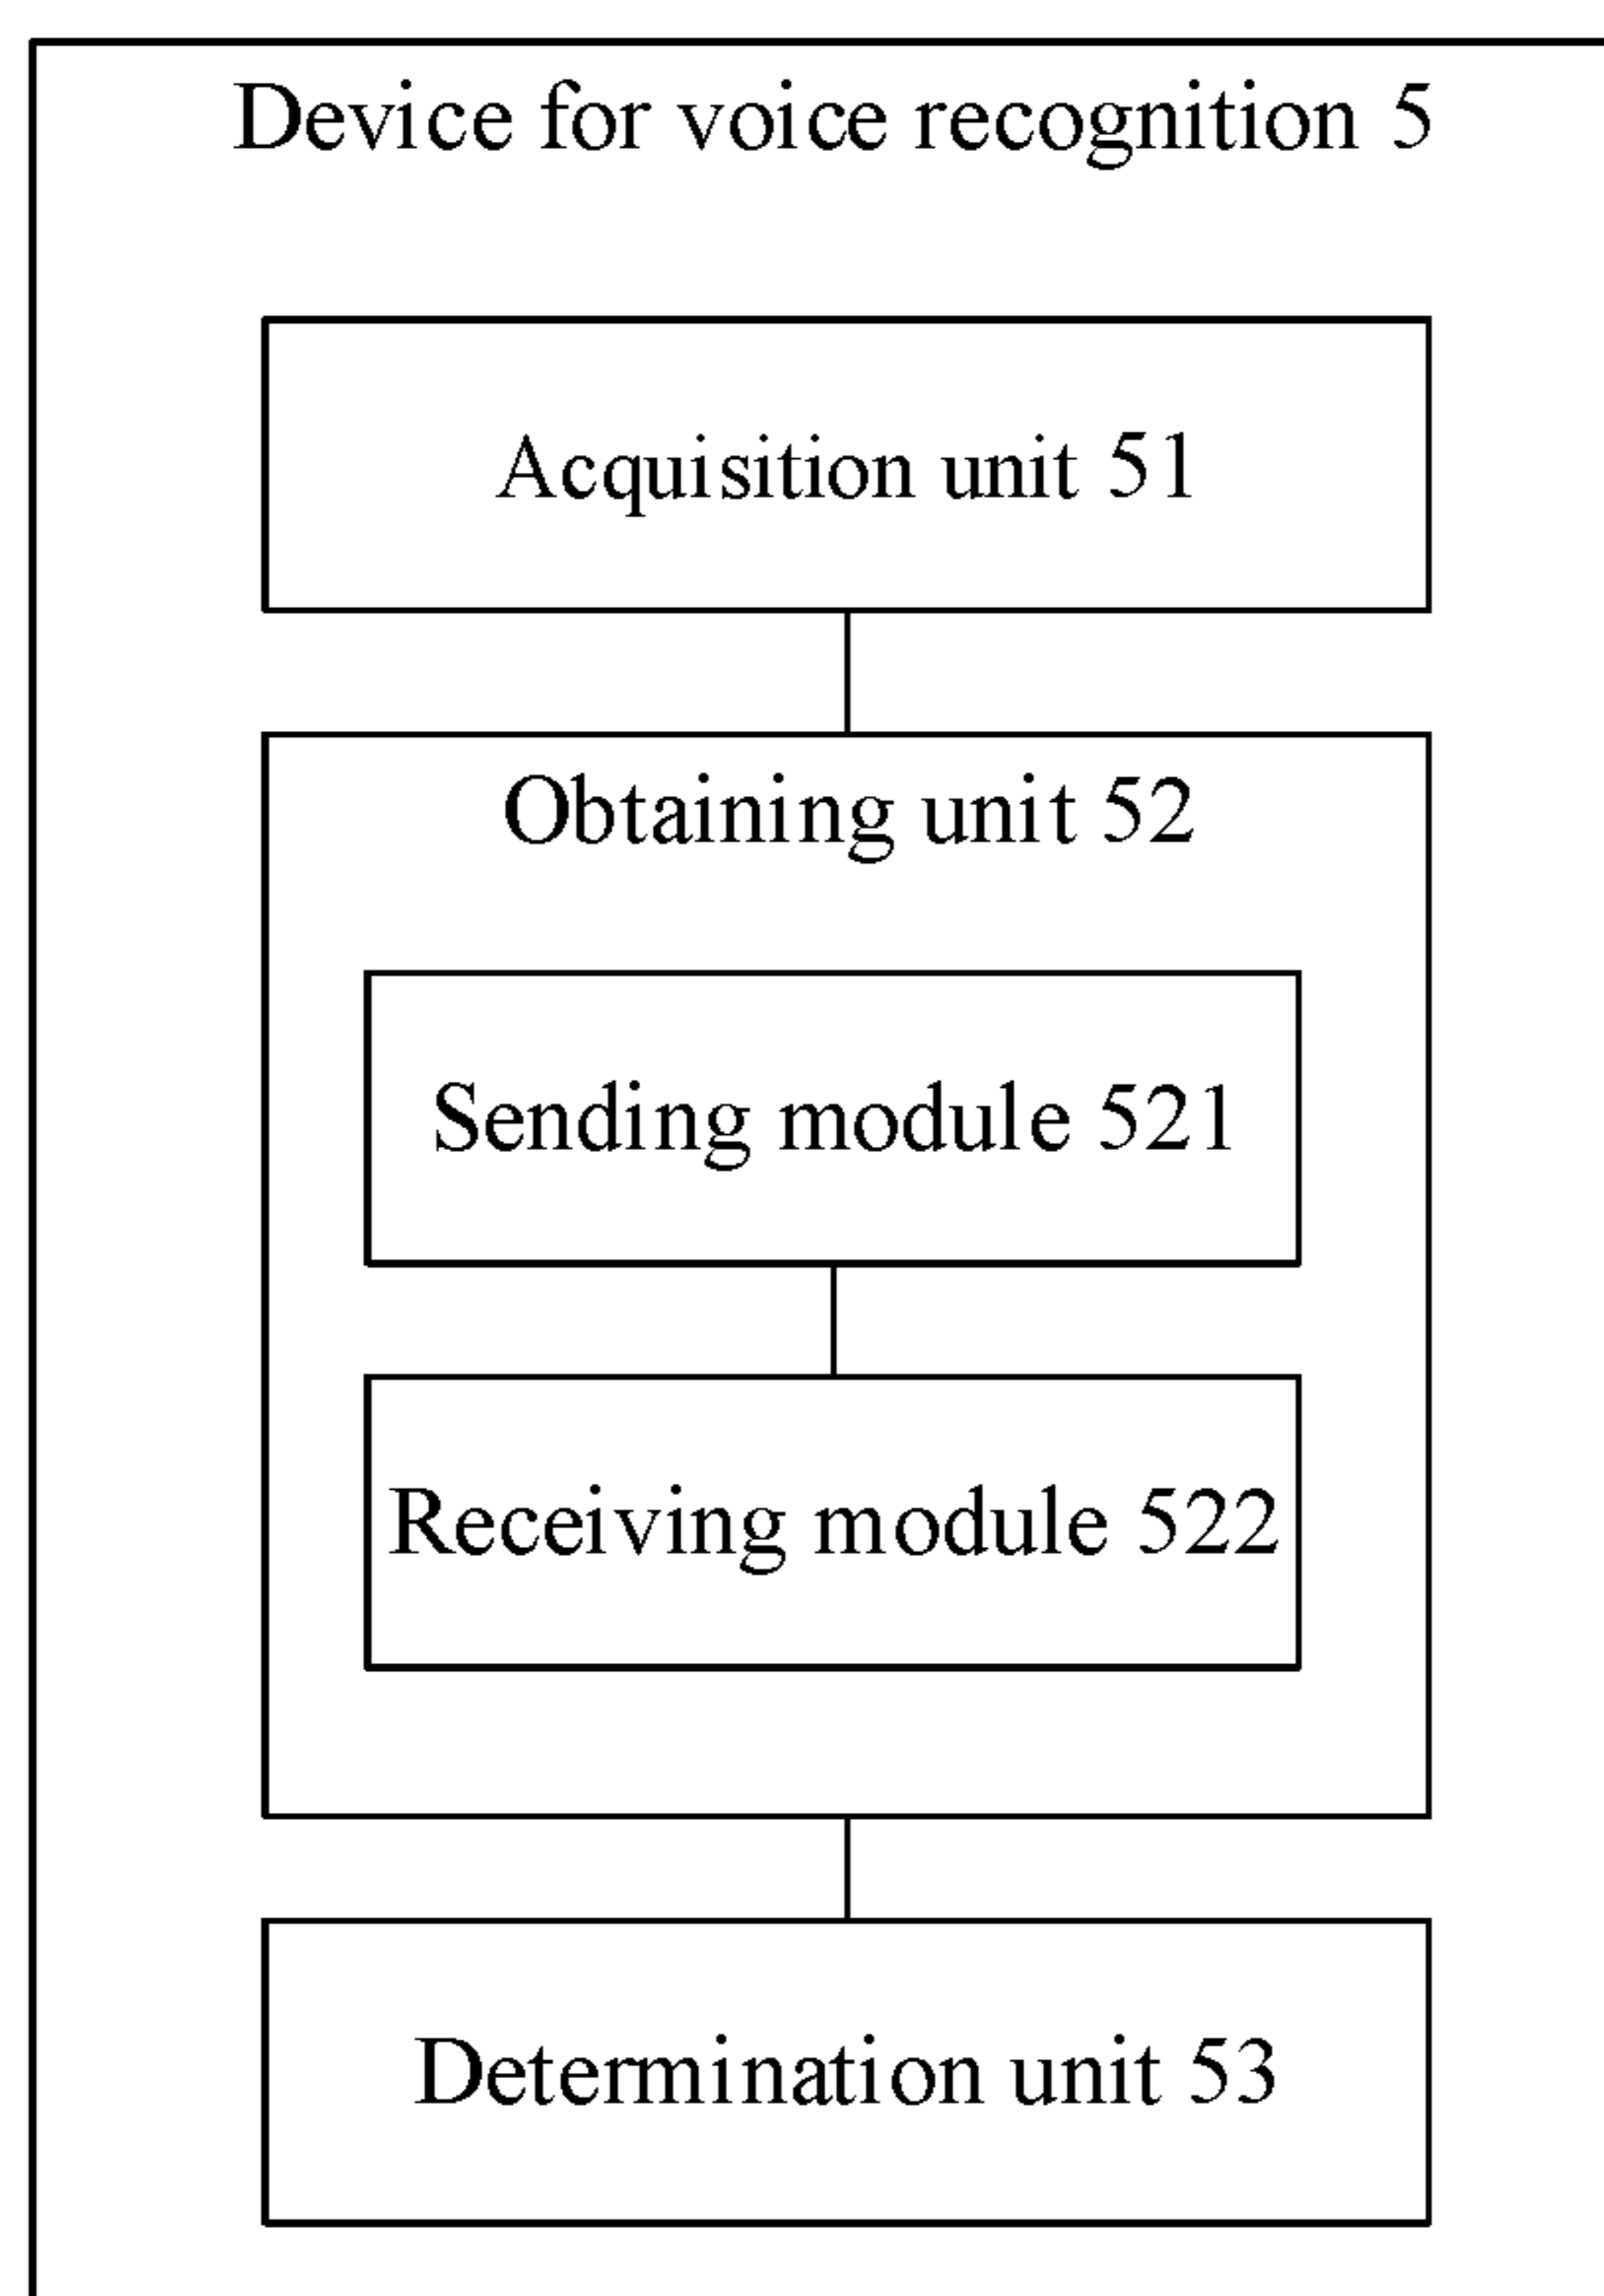 Device for voice recognition 5
Acquisition unit 51
Obtaining unit 52
Sending module 521
Receiving module 522
Determination unit 53